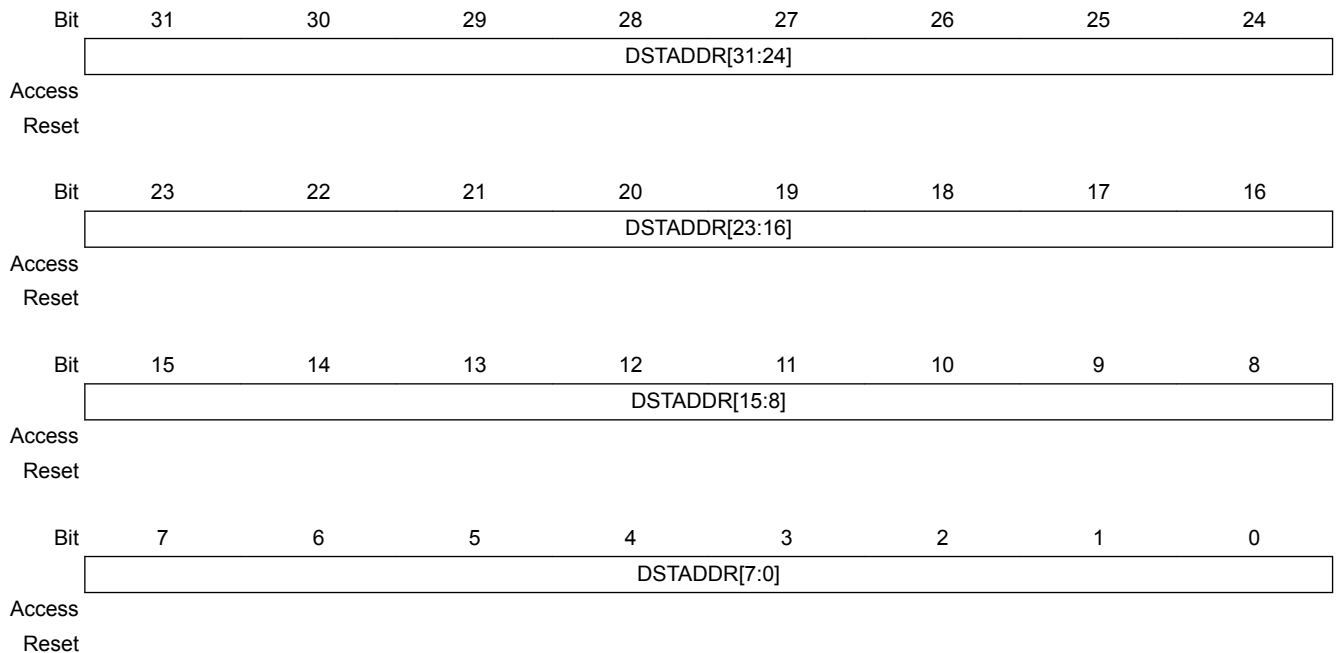 Bit 31 30 29 28 27 26 25 24
DSTADDR[31:24]
Access
Reset
Bit 23 22 21 20 19 18 17 16
DSTADDR[23:16]
Access
Reset
Bit 15 14 13 12 11 10 9 8
DSTADDR[15:8]
Access
Reset
Bit 7 6 5 4 3 2 1 0
DSTADDR[7:0]
Access
Reset